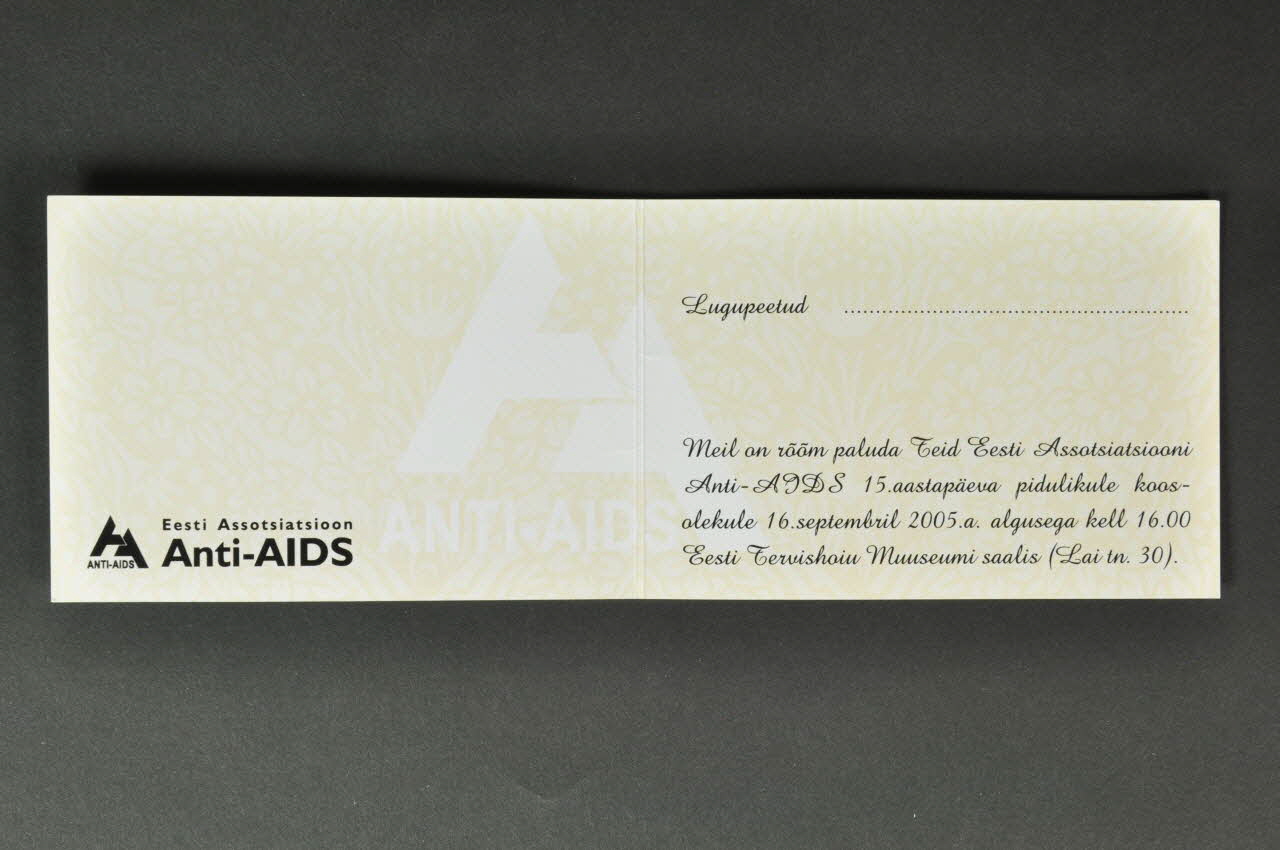 ANTI-AIDS
ANTI-AIDS
Eesti Assotsiatsioon
Anti-AIDS
Lugupeetud ......................................................
Meil on rõõm paluda Teid Eesti Assotsiatsiooni
Anti-AIDS 15.aastapäeva pidulikule koos-
olekule 16.septembril 2005.a. algusega kell 16.00
Eesti Tervishoiu Muuseumi saalis (Lai tn. 30).